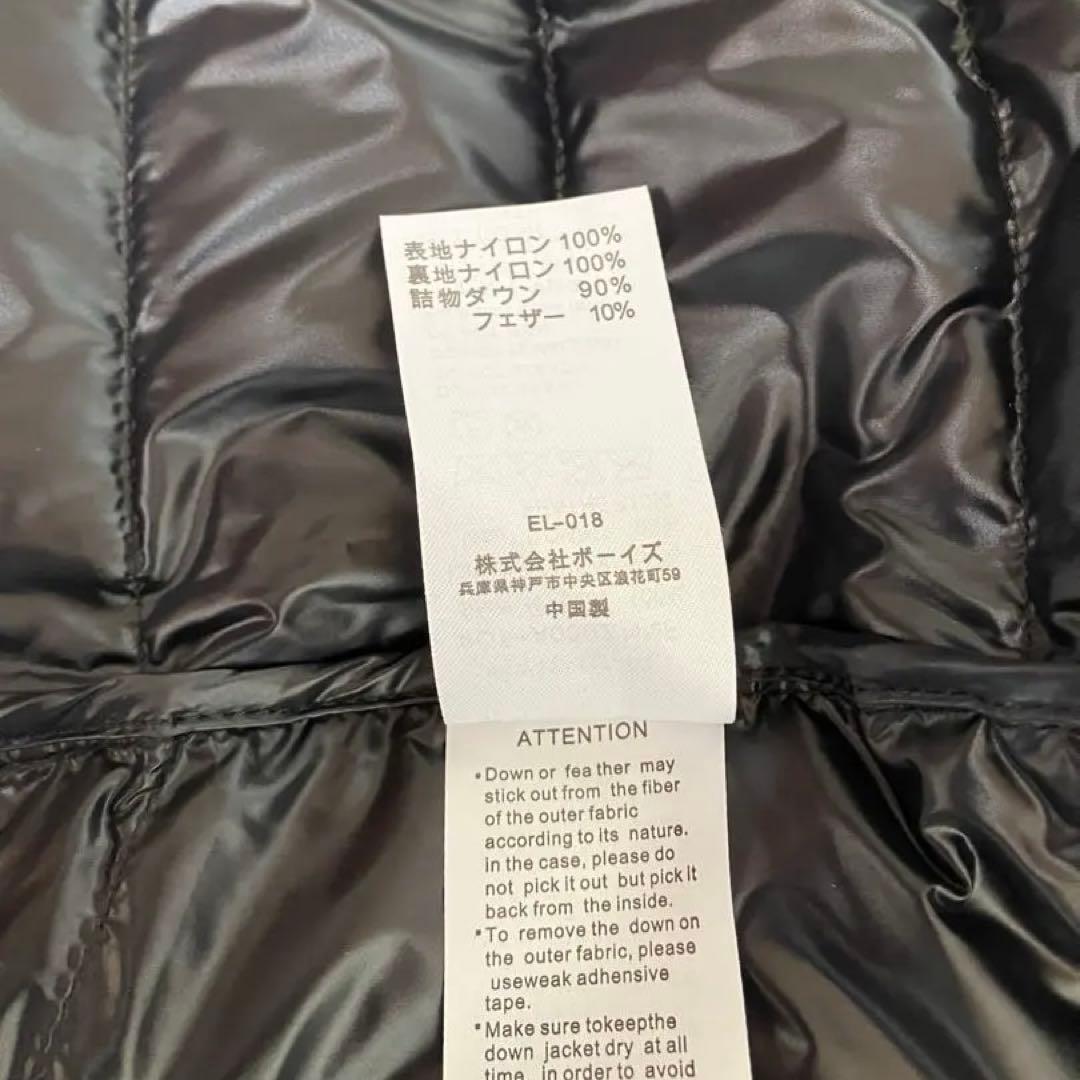 表地ナイロン 100%
裏地ナイロン 100%
詰物ダウン 90%
フェザー 10%
EL-018
株式会社ボーイズ
兵庫県神戸市中央区浪花町59
中国製
ATTENTION
•Down or fea ther may
stick out from the fiber
of the outer fabric
according to its nature.
in the case, please do
not pick it out but pick it
back from the inside.
•To remove the down on
the outer fabric, please
useweak adhensive
tape.
•Make sure tokeepthe
down jacket dry at all
time in order to avoid